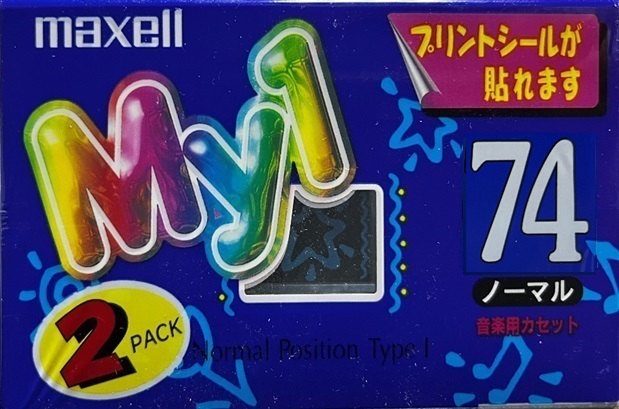 maxell
プリントシールが
貼れます
My1
74
ノーマル
音楽用カセット
2 PACK
Normal Position Type I